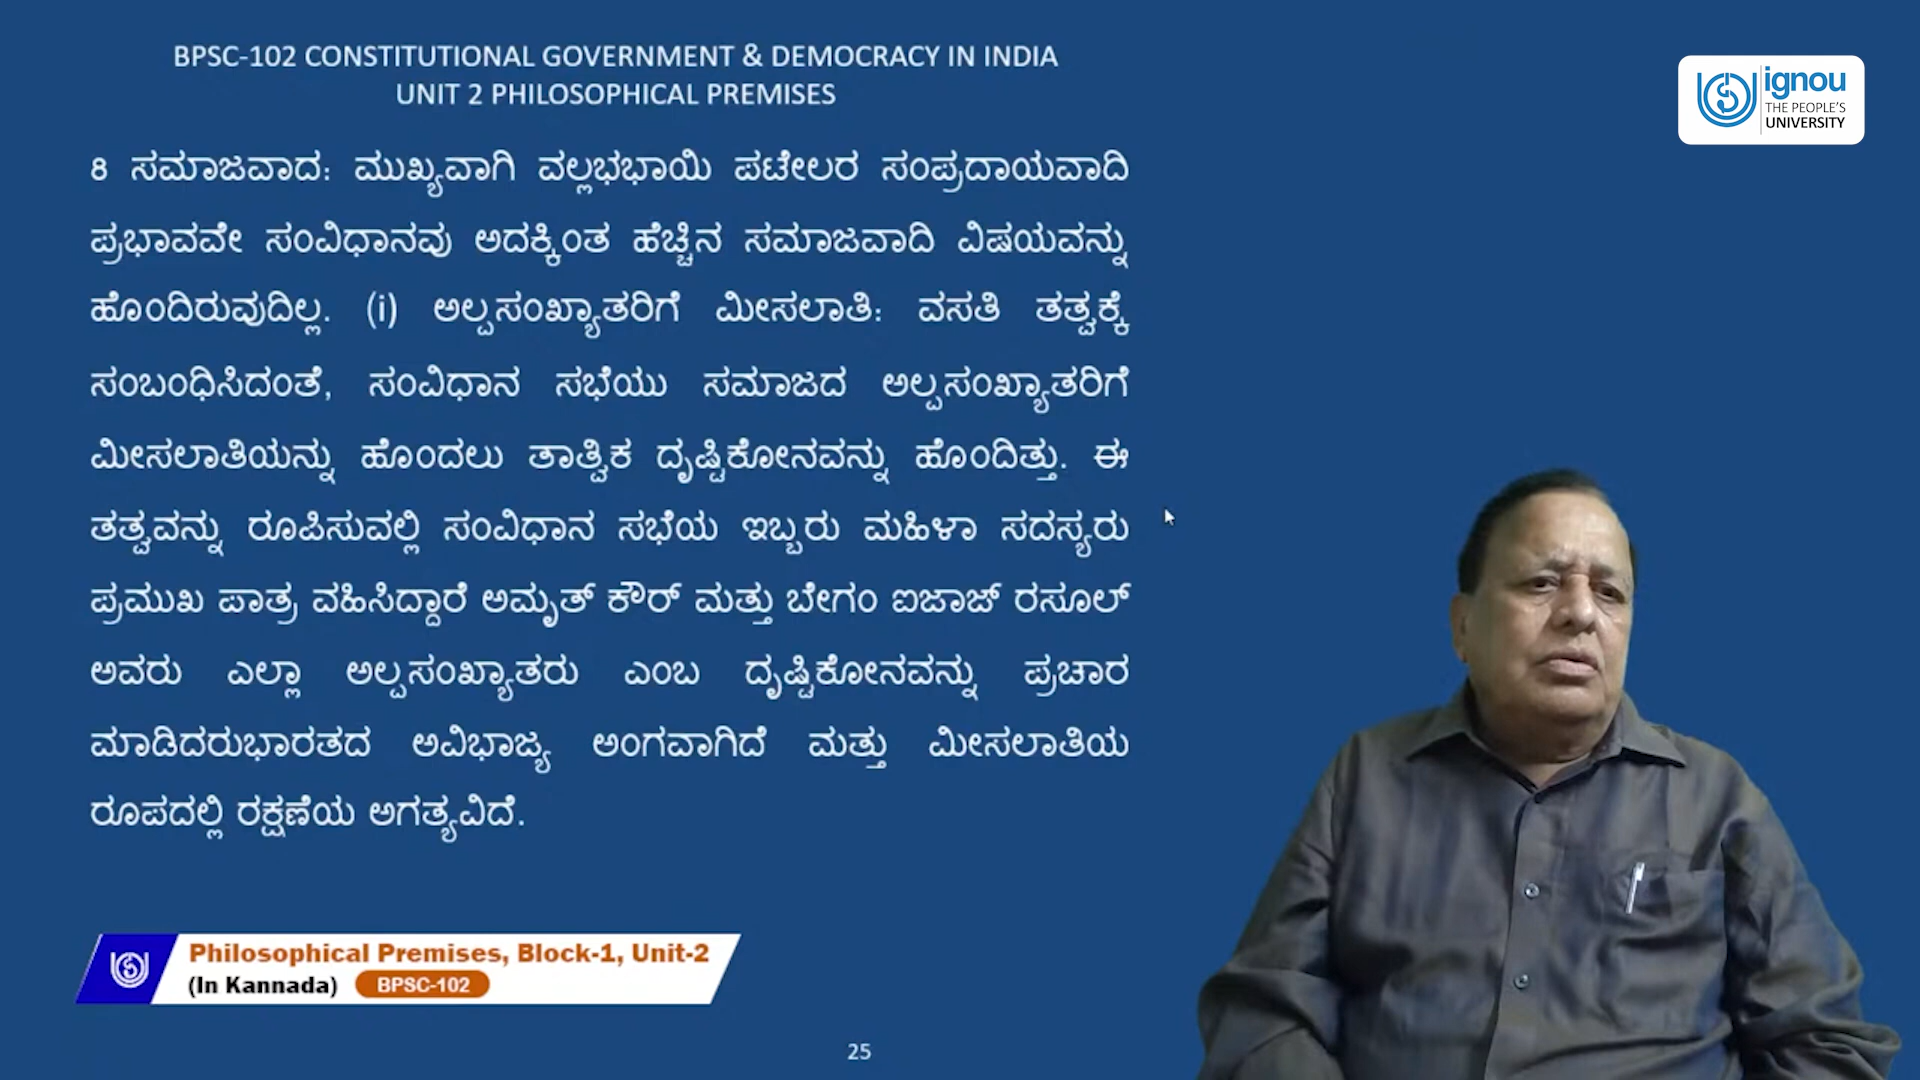 BPSC-102 CONSTITUTIONAL GOVERNMENT & DEMOCRACY IN INDIA
UNIT 2 PHILOSOPHICAL PREMISES
ignou
THE PEOPLE'S
UNIVERSITY
8 ಸಮಾಜವಾದ: ಮುಖ್ಯವಾಗಿ ವಲ್ಲಭಭಾಯಿ ಪಟೇಲರ ಸಂಪ್ರದಾಯವಾದಿ
ಪ್ರಭಾವವೇ ಸಂವಿಧಾನವು ಅದಕ್ಕಿಂತ ಹೆಚ್ಚಿನ ಸಮಾಜವಾದಿ ವಿಷಯವನ್ನು
ಹೊಂದಿರುವುದಿಲ್ಲ. (i) ಅಲ್ಪಸಂಖ್ಯಾತರಿಗೆ ಮೀಸಲಾತಿ: ವಸತಿ ತತ್ವಕ್ಕೆ
ಸಂಬಂಧಿಸಿದಂತೆ, ಸಂವಿಧಾನ ಸಭೆಯು ಸಮಾಜದ ಅಲ್ಪಸಂಖ್ಯಾತರಿಗೆ
ಮೀಸಲಾತಿಯನ್ನು ಹೊಂದಲು ತಾತ್ವಿಕ ದೃಷ್ಟಿಕೋನವನ್ನು ಹೊಂದಿತ್ತು. ಈ
ತತ್ವವನ್ನು ರೂಪಿಸುವಲ್ಲಿ ಸಂವಿಧಾನ ಸಭೆಯ ಇಬ್ಬರು ಮಹಿಳಾ ಸದಸ್ಯರು
ಪ್ರಮುಖ ಪಾತ್ರ ವಹಿಸಿದ್ದಾರೆ ಅಮೃತ್ ಕೌರ್ ಮತ್ತು ಬೇಗಂ ಐಜಾಜ್ ರಸೂಲ್
ಅವರು ಎಲ್ಲಾ ಅಲ್ಪಸಂಖ್ಯಾತರು ಎಂಬ ದೃಷ್ಟಿಕೋನವನ್ನು ಪ್ರಚಾರ
ಮಾಡಿದರುಭಾರತದ ಅವಿಭಾಜ್ಯ ಅಂಗವಾಗಿದೆ ಮತ್ತು ಮೀಸಲಾತಿಯ
ರೂಪದಲ್ಲಿ ರಕ್ಷಣೆಯ ಅಗತ್ಯವಿದೆ.
Philosophical Premises, Block-1, Unit-2
(In Kannada) BPSC-102
25